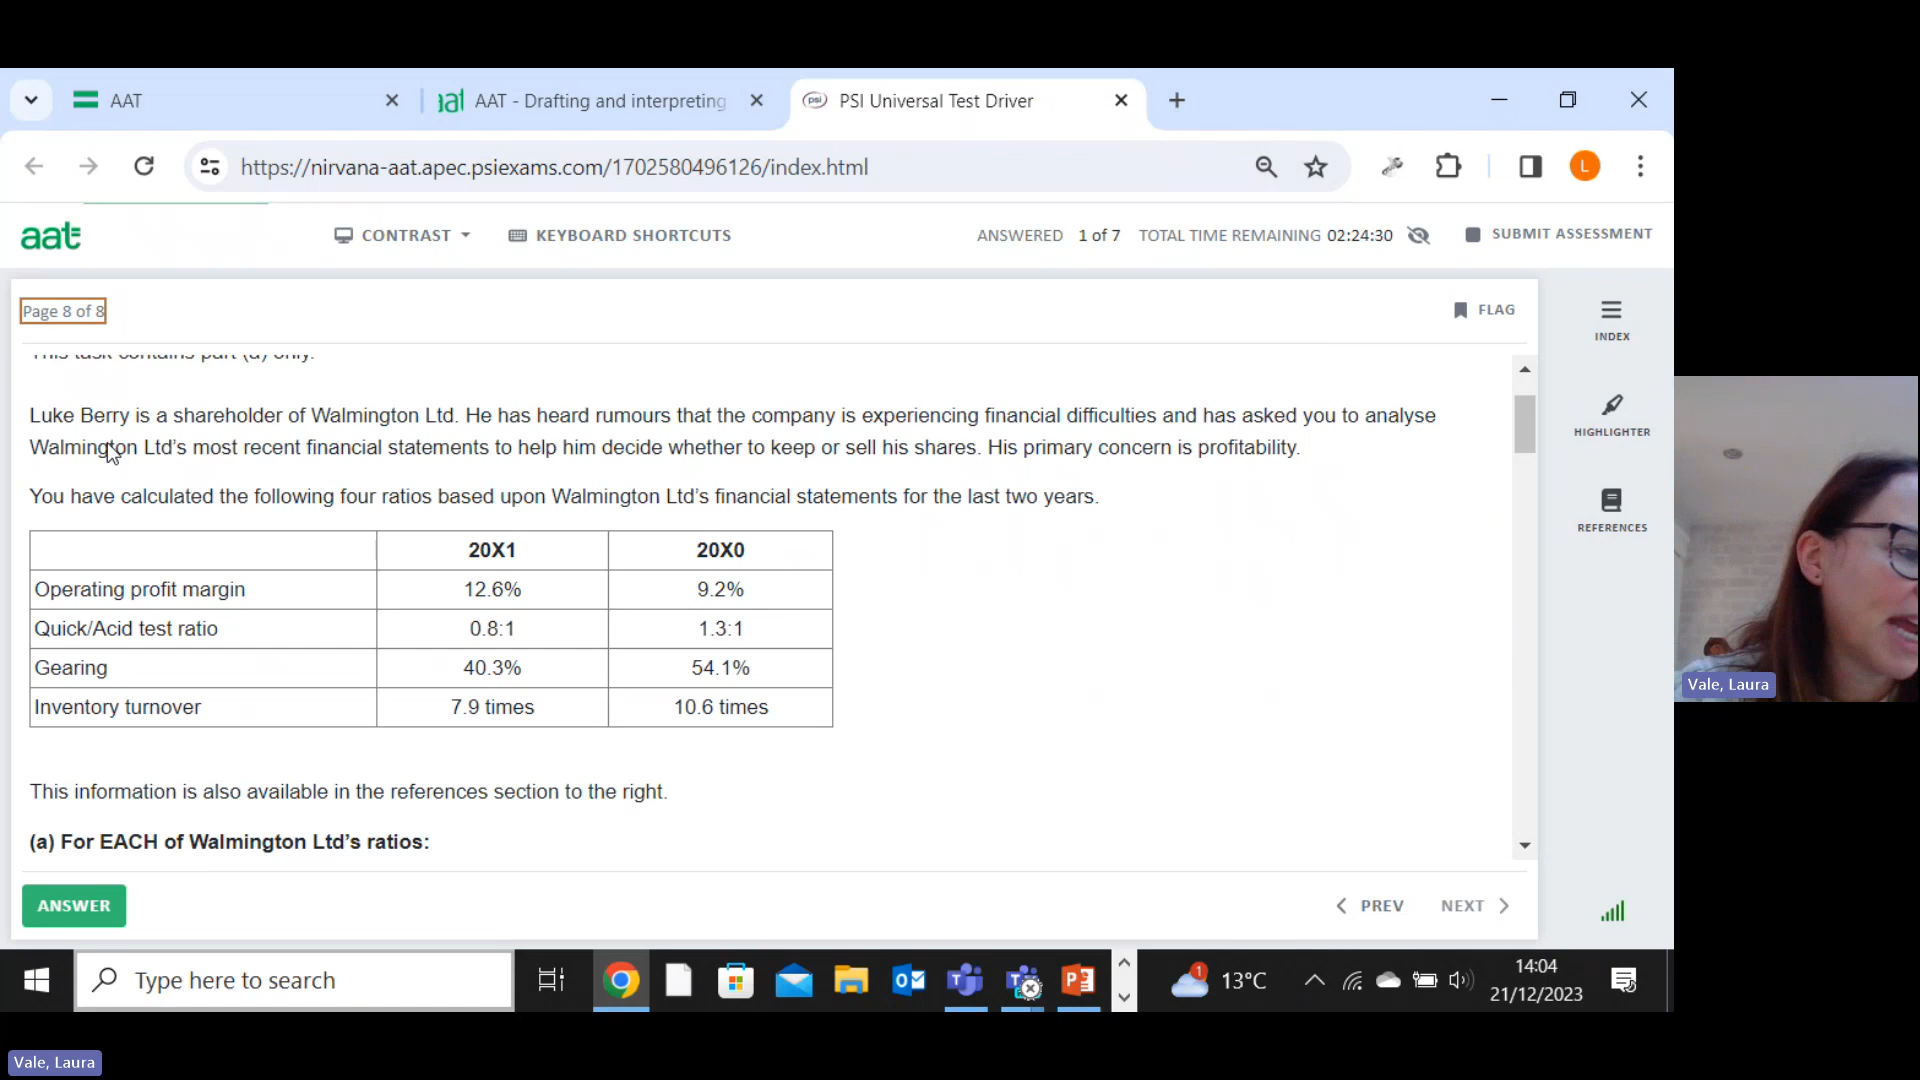 AAT
aat AAT - Drafting and interpreting
psi PSI Universal Test Driver
https://nirvana-aat.apec.psiexams.com/1702580496126/index.html
L
aat
CONTRAST
KEYBOARD SHORTCUTS
ANSWERED 1 of 7 TOTAL TIME REMAINING 02:24:30
SUBMIT ASSESSMENT
Page 8 of 8
FLAG
This task contains part (a) only.
Luke Berry is a shareholder of Walmington Ltd. He has heard rumours that the company is experiencing financial difficulties and has asked you to analyse
Walmington Ltd's most recent financial statements to help him decide whether to keep or sell his shares. His primary concern is profitability.
You have calculated the following four ratios based upon Walmington Ltd's financial statements for the last two years.
20X1 20X0
Operating profit margin 12.6% 9.2%
Quick/Acid test ratio 0.8:1 1.3:1
Gearing 40.3% 54.1%
Inventory turnover 7.9 times 10.6 times
This information is also available in the references section to the right.
(a) For EACH of Walmington Ltd's ratios:
ANSWER
PREV NEXT
INDEX
HIGHLIGHTER
REFERENCES
Vale, Laura
Type here to search
1
13°C
14:04
21/12/2023
Vale, Laura